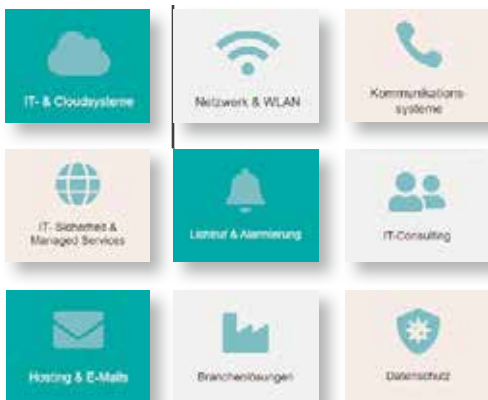 IT- & Cloudsysteme
Netzwerk & WLAN
Kommunikations-
systeme
IT- Sicherheit &
Managed Services
Lichtruf & Alarmierung
IT-Consulting
Hosting & E-Mails
Branchenlösungen
Datenschutz